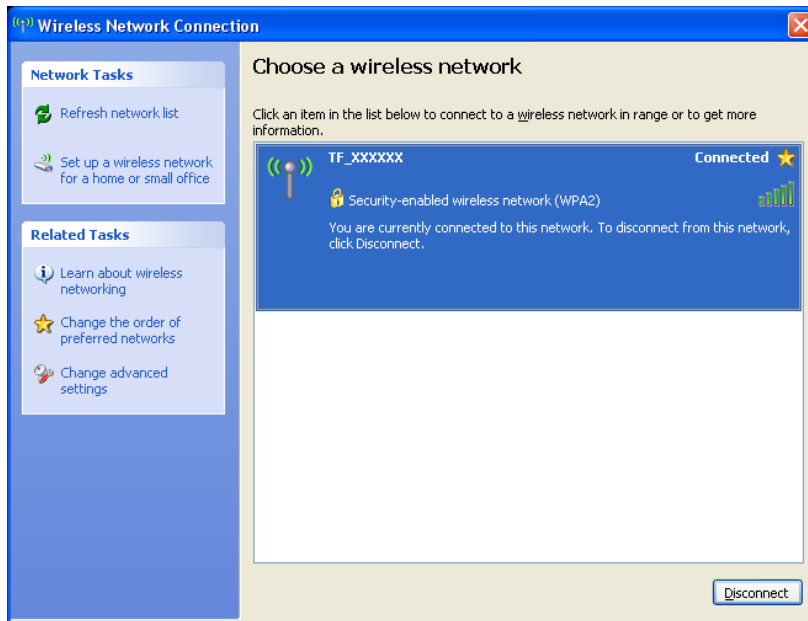 Wireless Network Connection
Network Tasks
Refresh network list
Set up a wireless network
for a home or small office
Related Tasks
Learn about wireless
networking
Change the order of
preferred networks
Change advanced
settings
Choose a wireless network
Click an item in the list below to connect to a wireless network in range or to get more
information.
TF_XXXXXX
Connected
Security-enabled wireless network (WPA2)
You are currently connected to this network. To disconnect from this network,
click Disconnect.
Disconnect